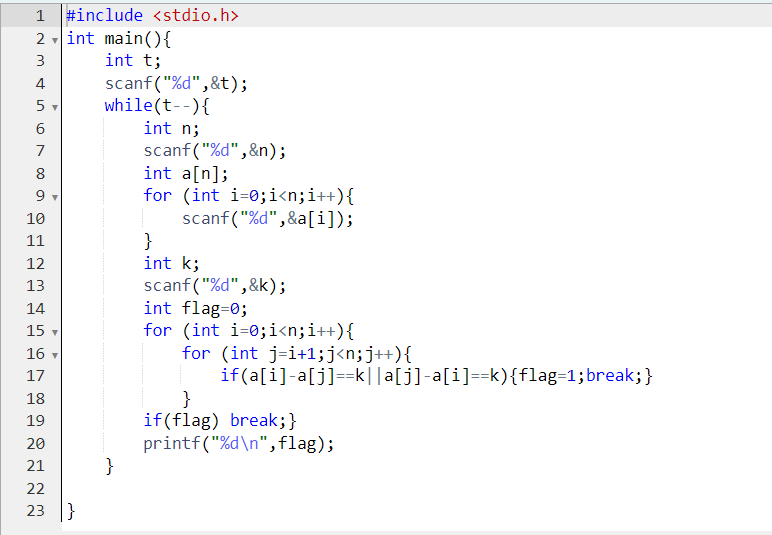 1 #include <stdio.h>
2 int main(){
3     int t;
4     scanf("%d",&t);
5     while(t--){
6         int n;
7         scanf("%d",&n);
8         int a[n];
9         for (int i=0;i<n;i++){
10             scanf("%d",&a[i]);
11         }
12         int k;
13         scanf("%d",&k);
14         int flag=0;
15         for (int i=0;i<n;i++){
16             for (int j=i+1;j<n;j++){
17                 if(a[i]-a[j]==k||a[j]-a[i]==k){flag=1;break;}
18             }
19         if(flag) break;}
20         printf("%d\n",flag);
21     }
22
23 }